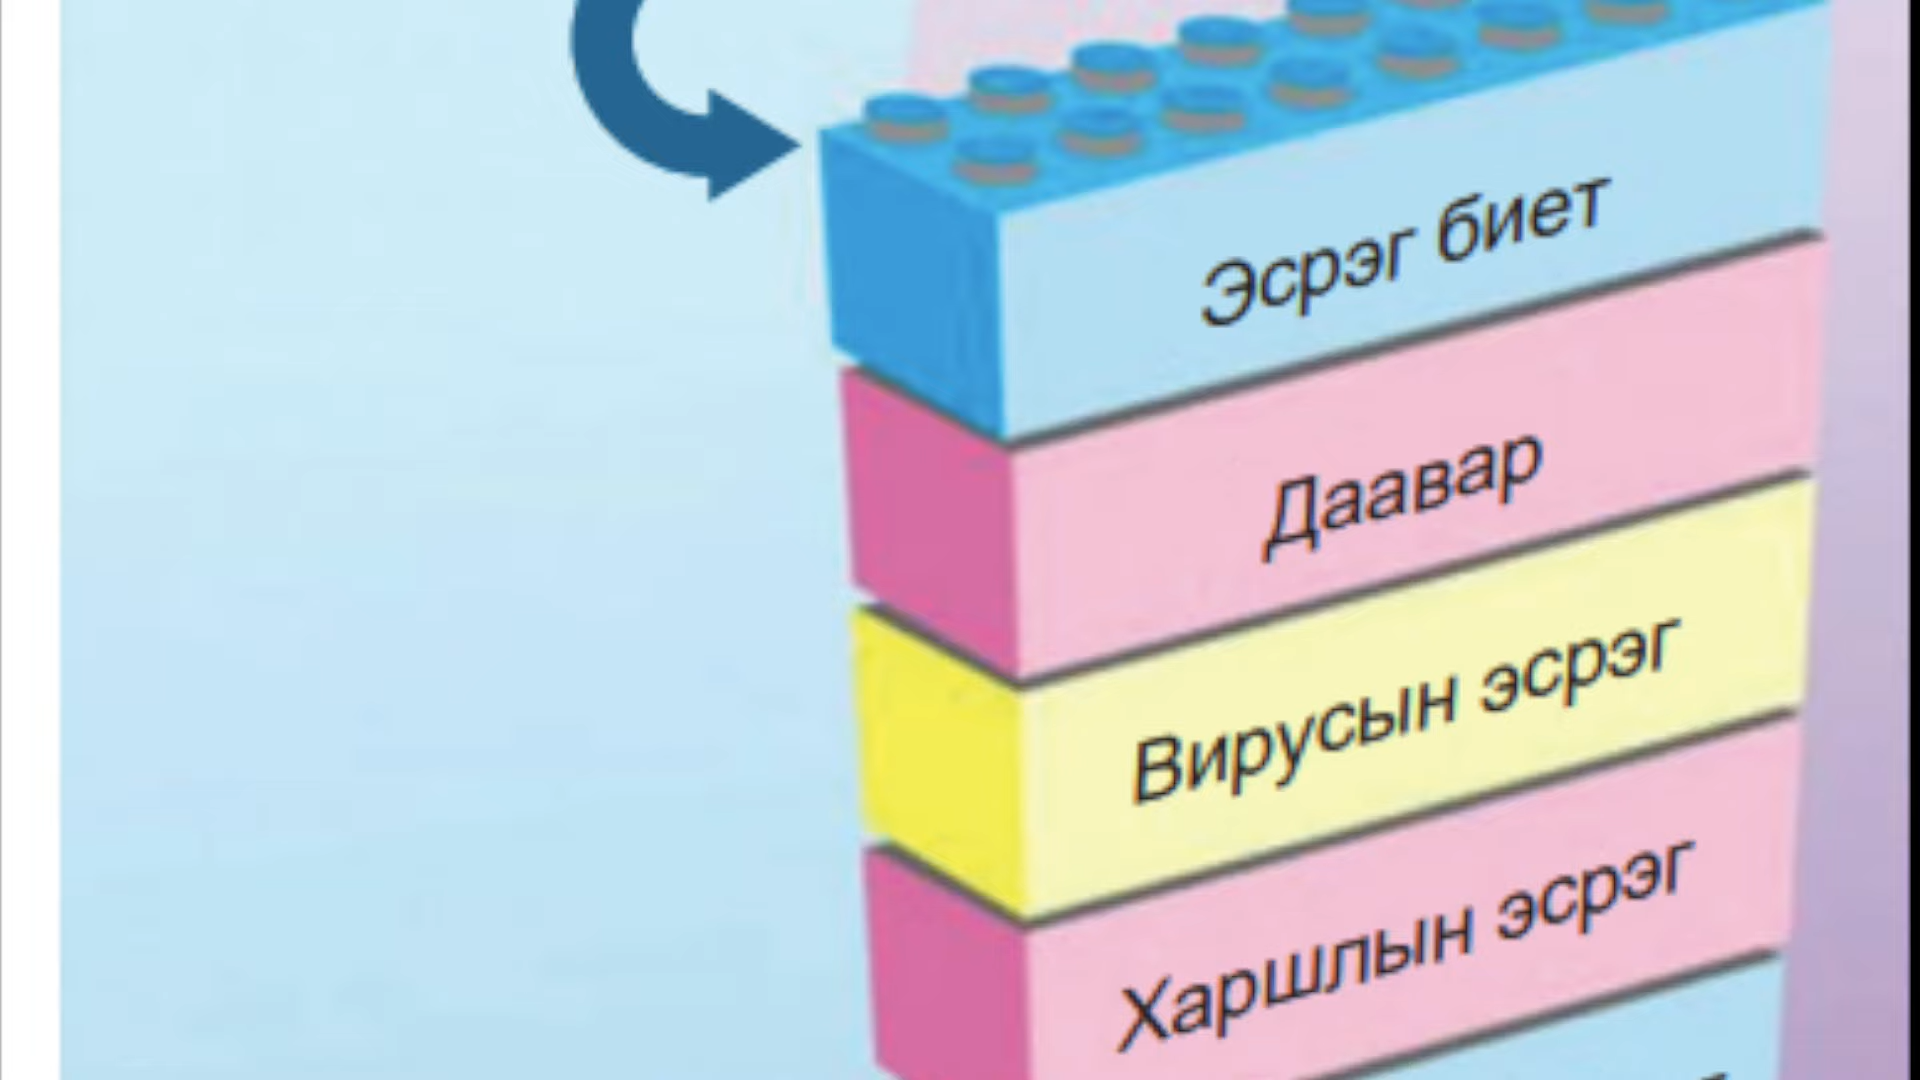 Эсрэг биет
Даавар
Вирусын эсрэг
Харшлын эсрэг